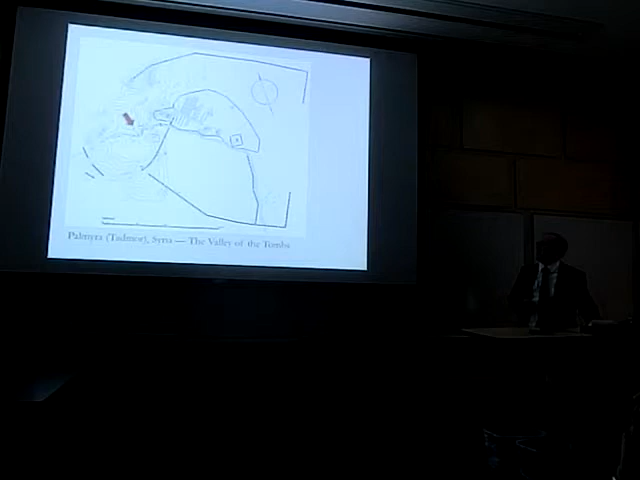 Palmyra (Tadmor), Syria — The Valley of the Tombs